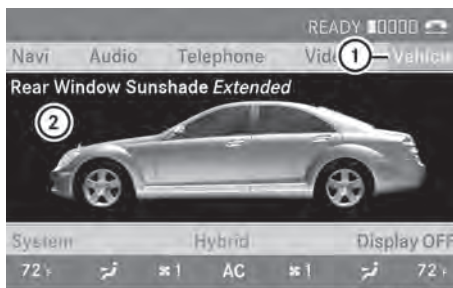 READY
Navi Audio Telephone Vid 1 Vehicle
Rear Window Sunshade Extended
2
System Hybrid Display OFF
72 1 AC 1 72